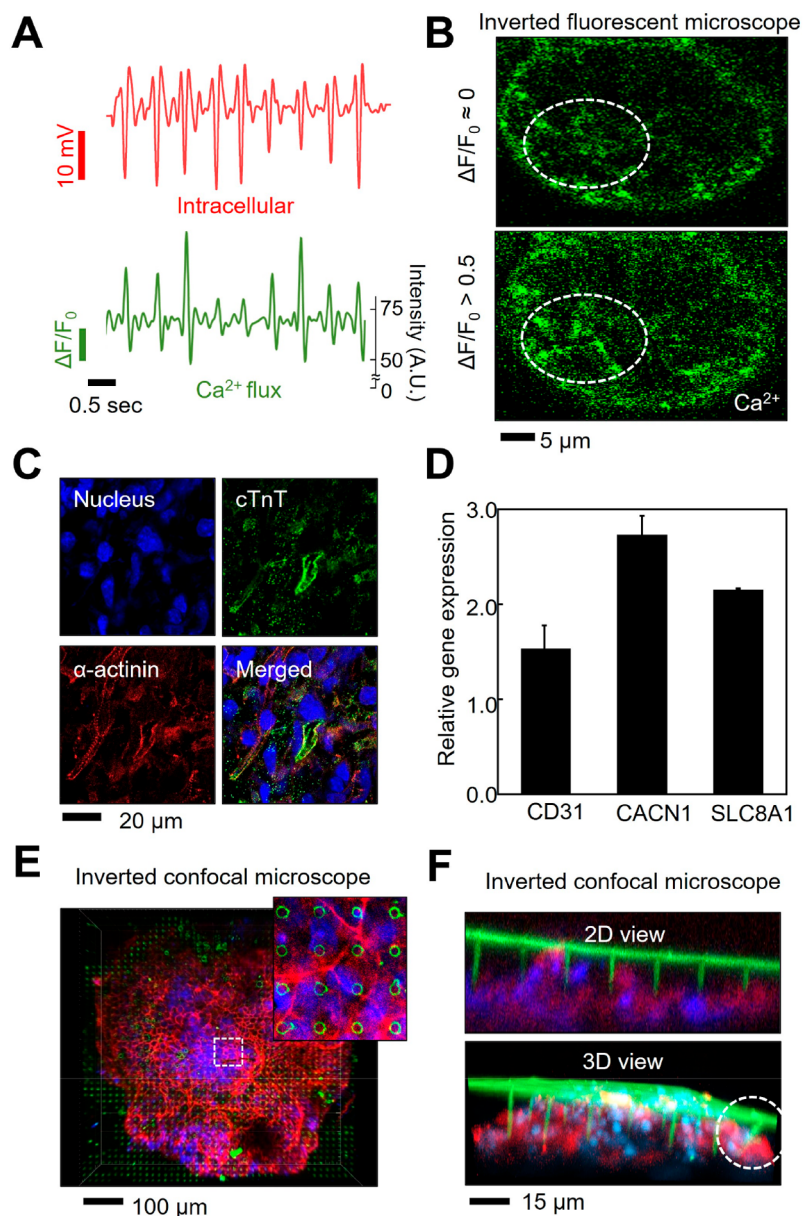 A
10 mV
Intracellular
ΔF/F₀
Ca²⁺ flux
0.5 sec
75
50
0
Intensity (A.U.)
B
Inverted fluorescent microscope
ΔF/F₀ ≈ 0
ΔF/F₀ > 0.5
Ca²⁺
5 μm
C
Nucleus
cTnT
α-actinin
Merged
20 μm
D
Relative gene expression
3.0
2.0
1.0
0.0
CD31
CACN1
SLC8A1
E
Inverted confocal microscope
100 μm
F
Inverted confocal microscope
2D view
3D view
15 μm